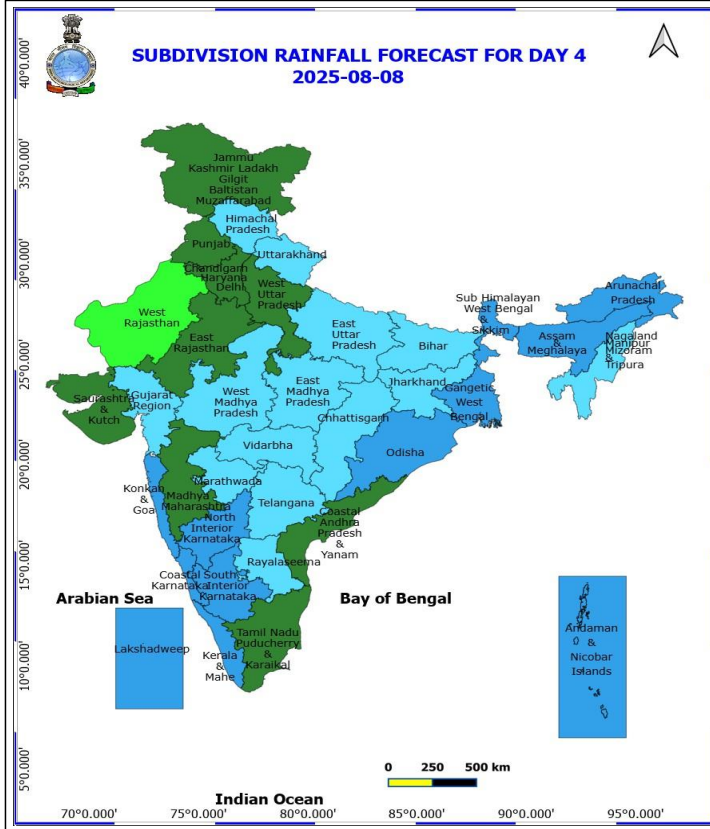 SUBDIVISION RAINFALL FORECAST FOR DAY 4
2025-08-08
40°0.000'
35°0.000'
30°0.000'
25°0.000'
20°0.000'
15°0.000'
10°0.000'
5°0.000'
Jammu
Kashmir Ladakh
Gilgit
Baltistan
Muzaffarabad
Himachal
Pradesh
Punjab
Uttarakhand
Chandigarh
Haryana
Delhi
West
Uttar
Pradesh
West
Rajasthan
East
Rajasthan
East
Uttar
Pradesh
Bihar
Sub Himalayan
West Bengal
&
Sikkim
Arunachal
Pradesh
Assam
&
Meghalaya
Nagaland
Manipur
Mizoram
&
Tripura
Saurashtra
&
Kutch
Gujarat
Region
West
Madhya
Pradesh
East
Madhya
Pradesh
Jharkhand
Gangetic
West
Bengal
Chhattisgarh
Odisha
Vidarbha
Konkan
&
Goa
Madhya
Maharashtra
Marathwada
Telangana
North
Interior
Karnataka
Coastal
Andhra
Pradesh
&
Yanam
Rayalaseema
Coastal
Karnataka
South
Interior
Karnataka
Arabian Sea
Bay of Bengal
Lakshadweep
Kerala
&
Mahe
Tamil Nadu
Puducherry
&
Karaikal
Andaman
&
Nicobar
Islands
0 250 500 km
Indian Ocean
70°0.000' 75°0.000' 80°0.000' 85°0.000' 90°0.000' 95°0.000'